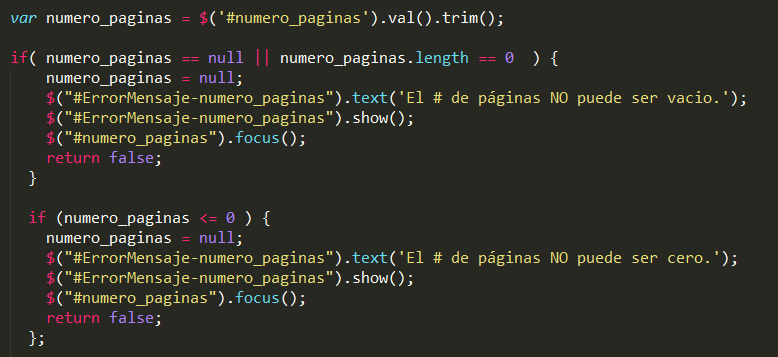 var numero_paginas = $('#numero_paginas').val().trim();
if( numero_paginas == null || numero_paginas.length == 0  ) {
numero_paginas = null;
$("#ErrorMensaje-numero_paginas").text('El # de páginas NO puede ser vacio.');
$("#ErrorMensaje-numero_paginas").show();
$("#numero_paginas").focus();
return false;
}
if (numero_paginas <= 0 ) {
numero_paginas = null;
$("#ErrorMensaje-numero_paginas").text('El # de páginas NO puede ser cero.');
$("#ErrorMensaje-numero_paginas").show();
$("#numero_paginas").focus();
return false;
};